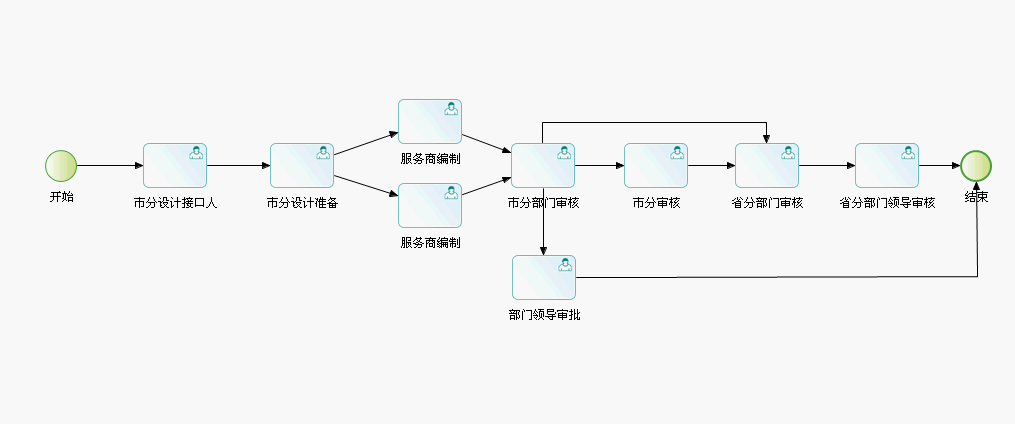 开始
市分设计接口人
市分设计准备
服务商编制
服务商编制
市分部门审核
市分审核
省分部门审核
省分部门领导审核
结束
部门领导审批